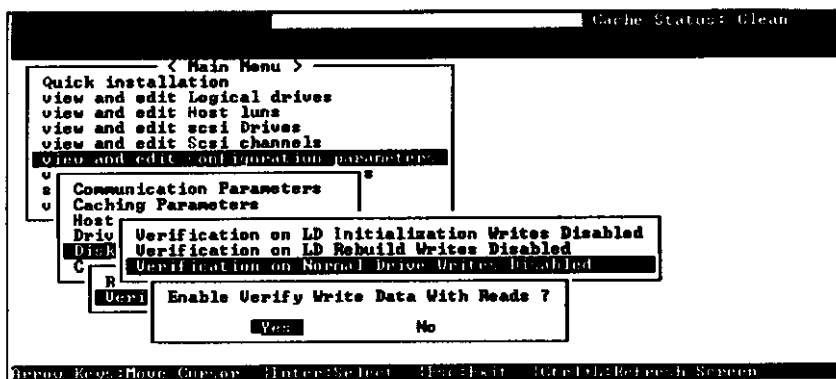 Cache Status: Clean
< Main Menu >
Quick installation
view and edit Logical drives
view and edit Host luns
view and edit scsi Drives
view and edit Scsi channels
view and edit Configuration parameters
v s
s Communication Parameters
v Caching Parameters
Host
Driv Verification on LD Initialization Writes Disabled
Disk Verification on LD Rebuild Writes Disabled
C Verification on Normal Drive Writes Disabled
R
Veri Enable Verify Write Data With Reads ?
Yes No
Arrow Keys:Move Cursor |Enter:Select |Esc:Exit |Ctrl+L:Refresh Screen